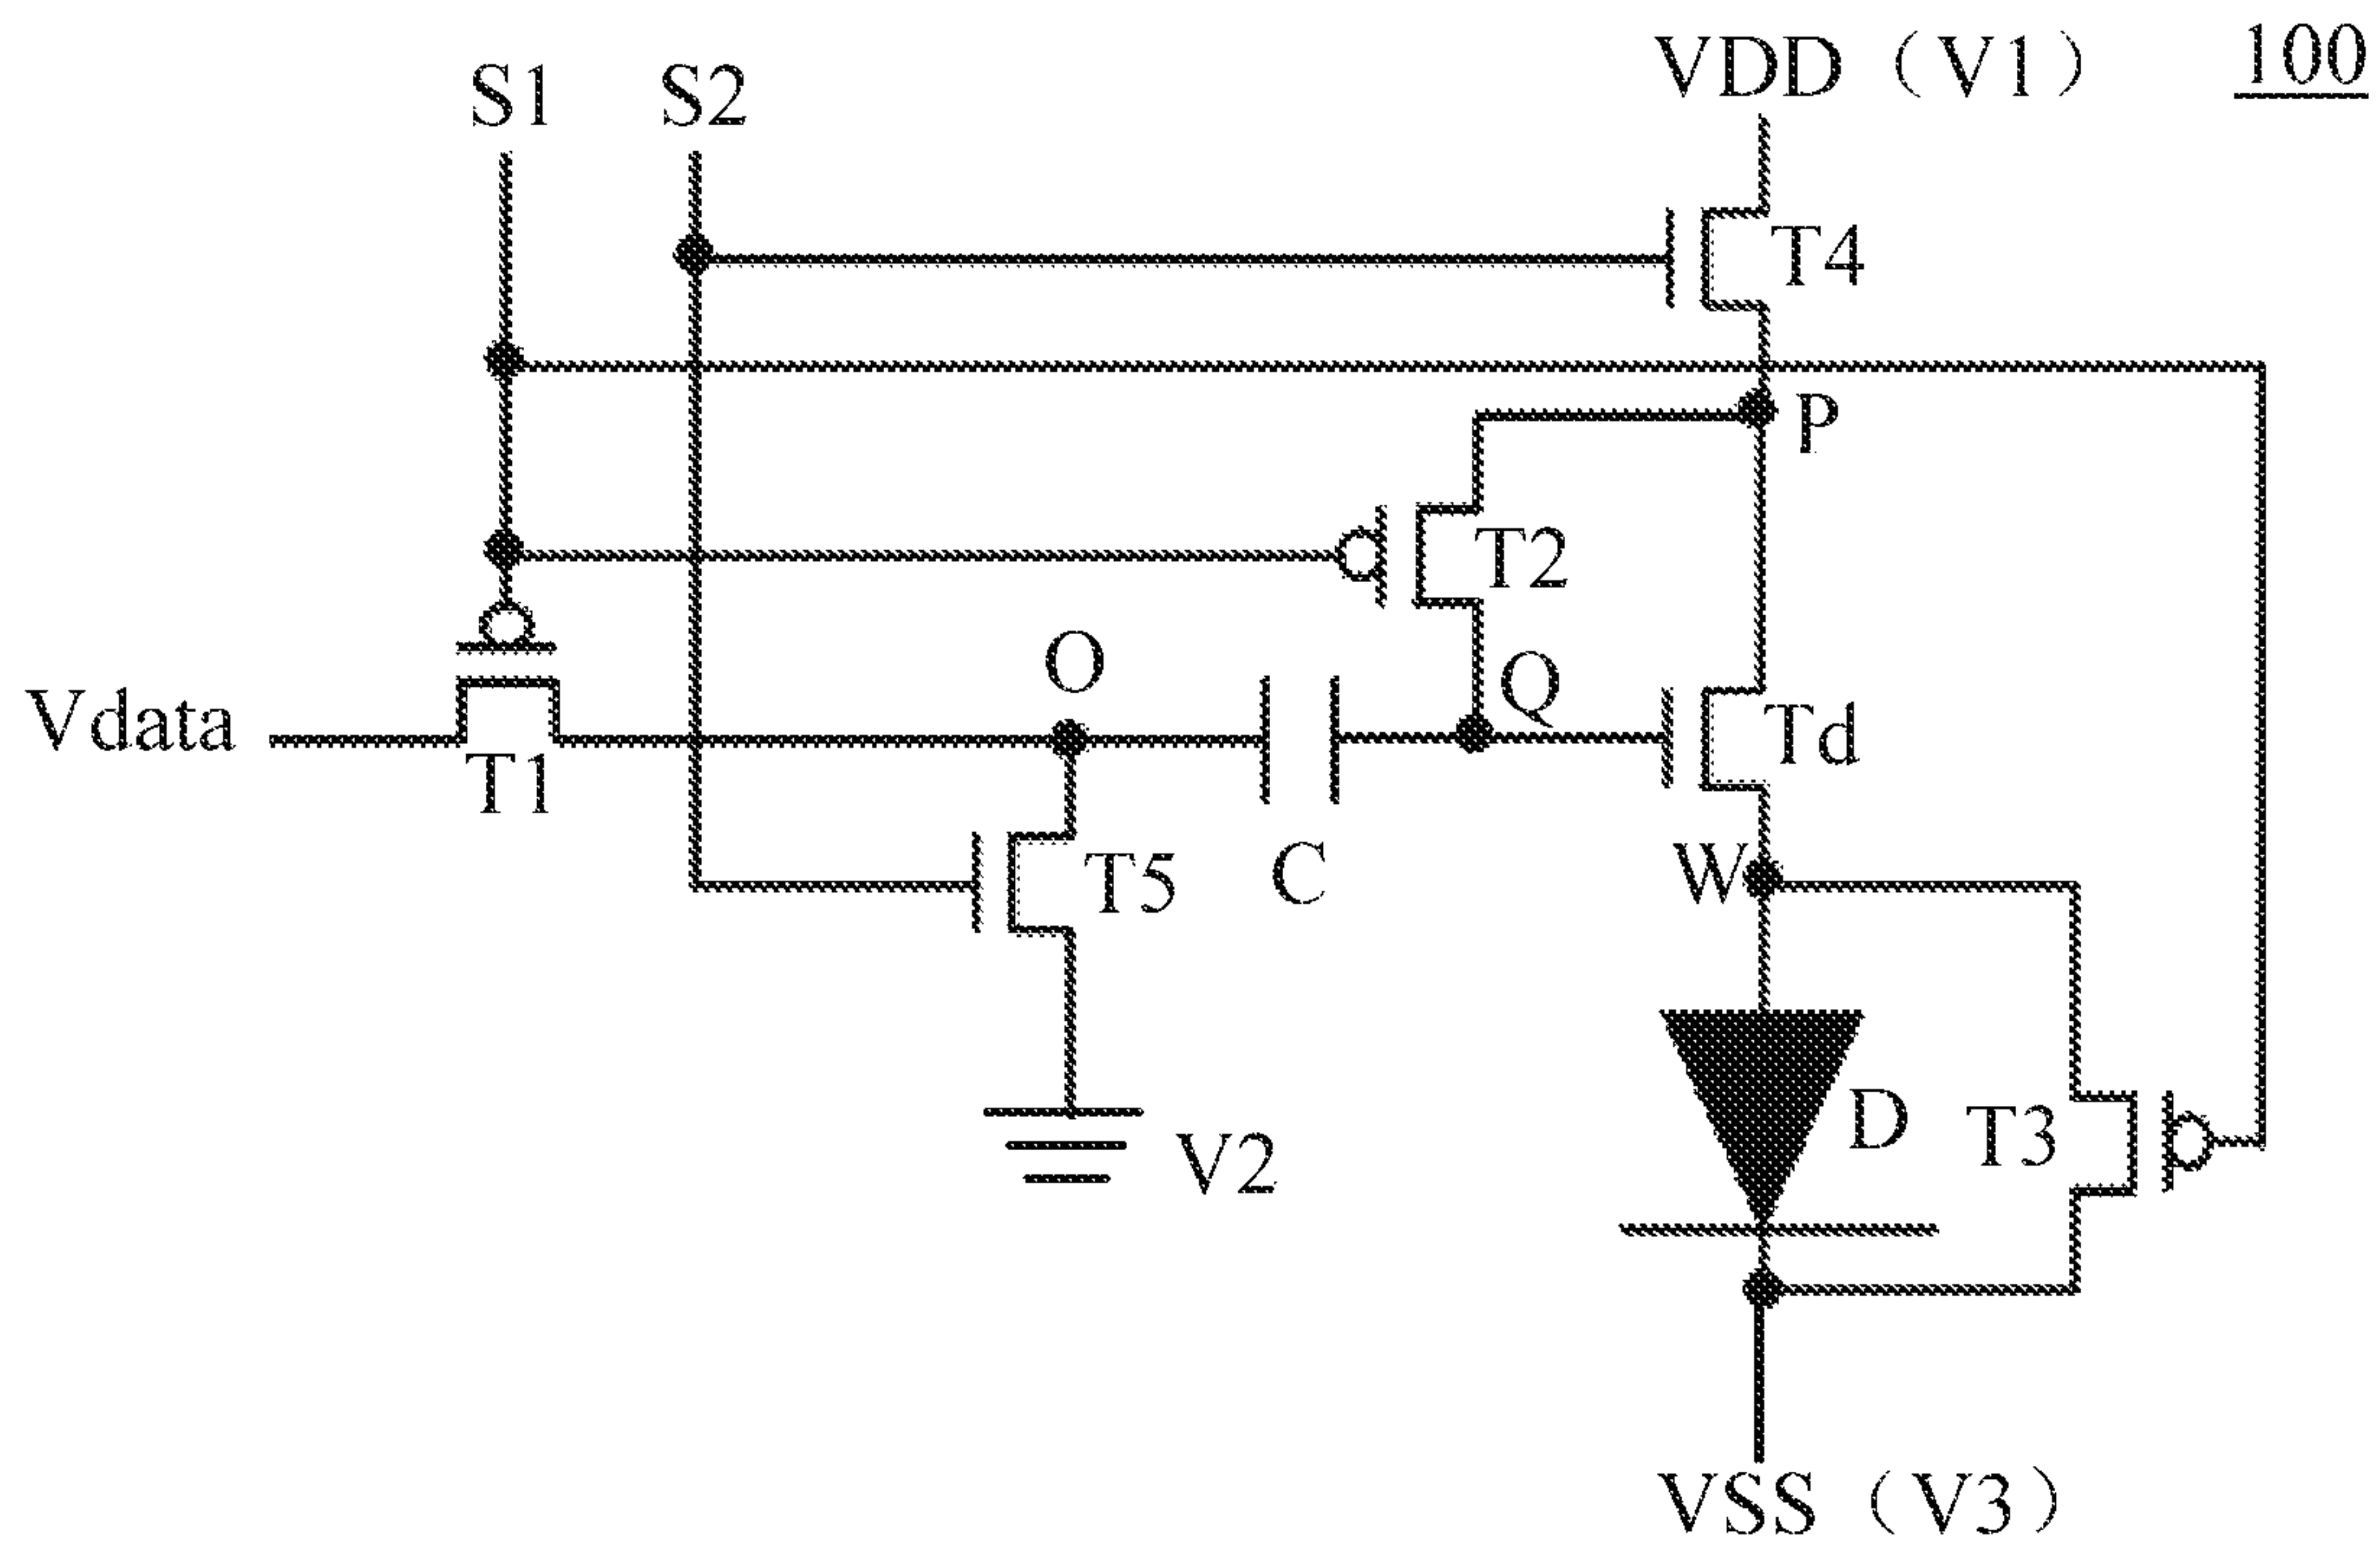 S1
S2
VDD（V1）
100
T4
P
T2
O
Q
Vdata
T1
Td
T5
C
W
V2
D
T3
VSS（V3）